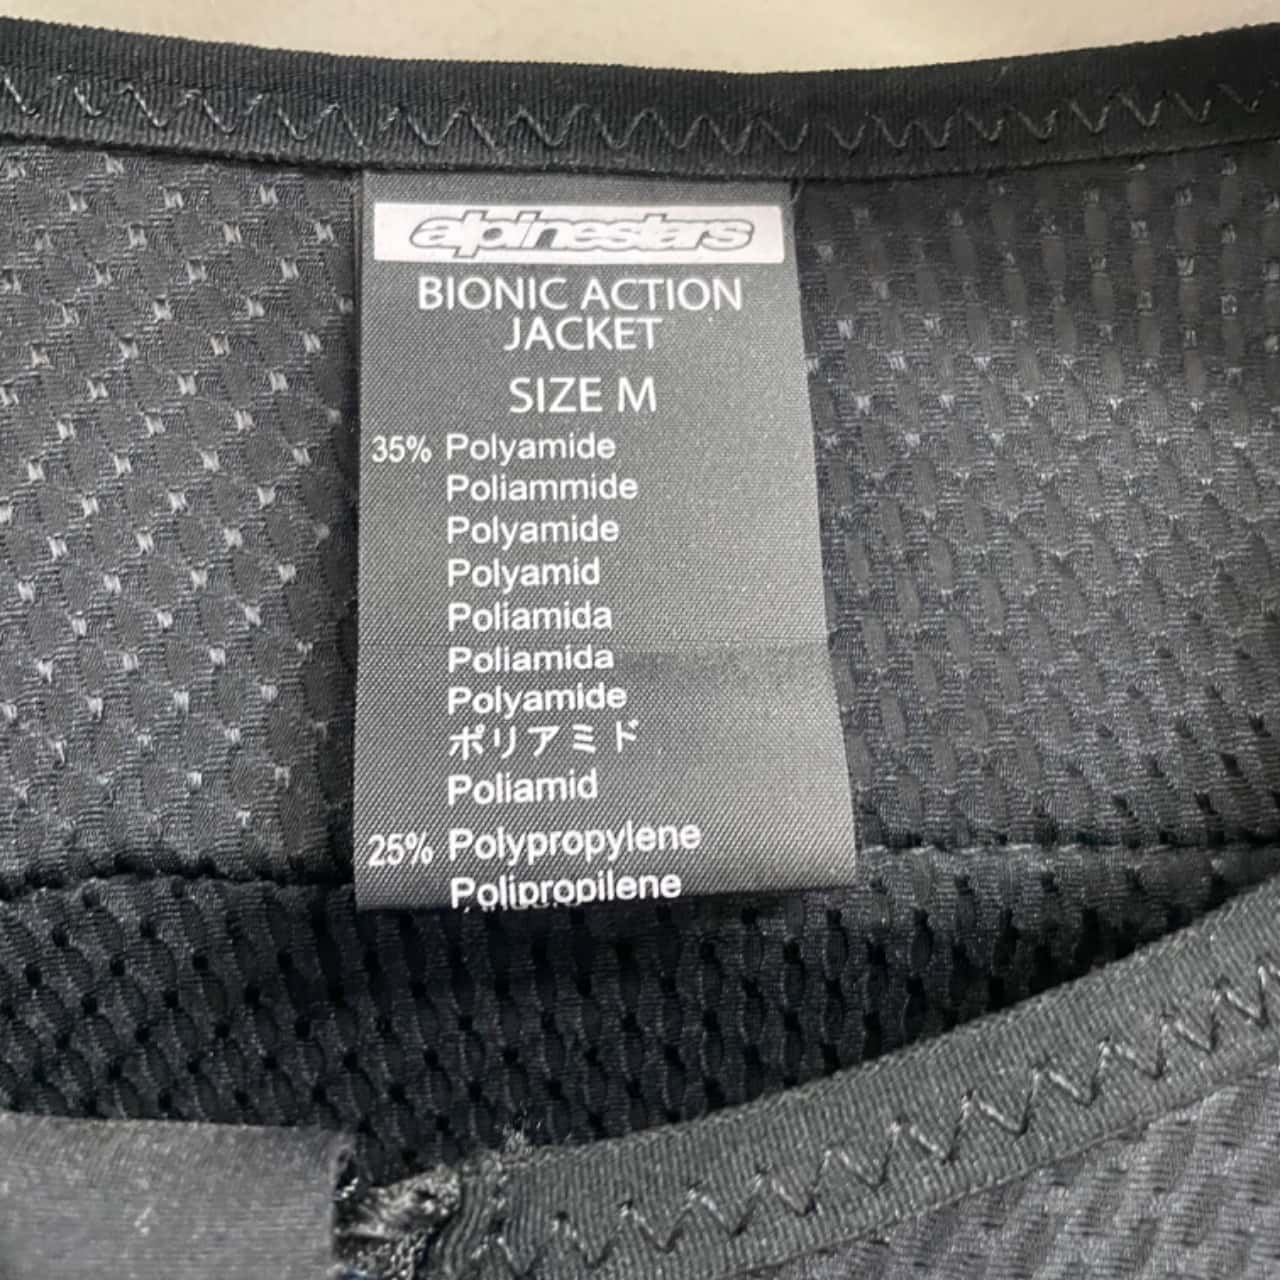 alpinestars
BIONIC ACTION
JACKET
SIZE M
35% Polyamide
Poliammide
Polyamide
Polyamid
Poliamida
Poliamida
Polyamide
ポリアミド
Poliamid
25% Polypropylene
Polipropilene